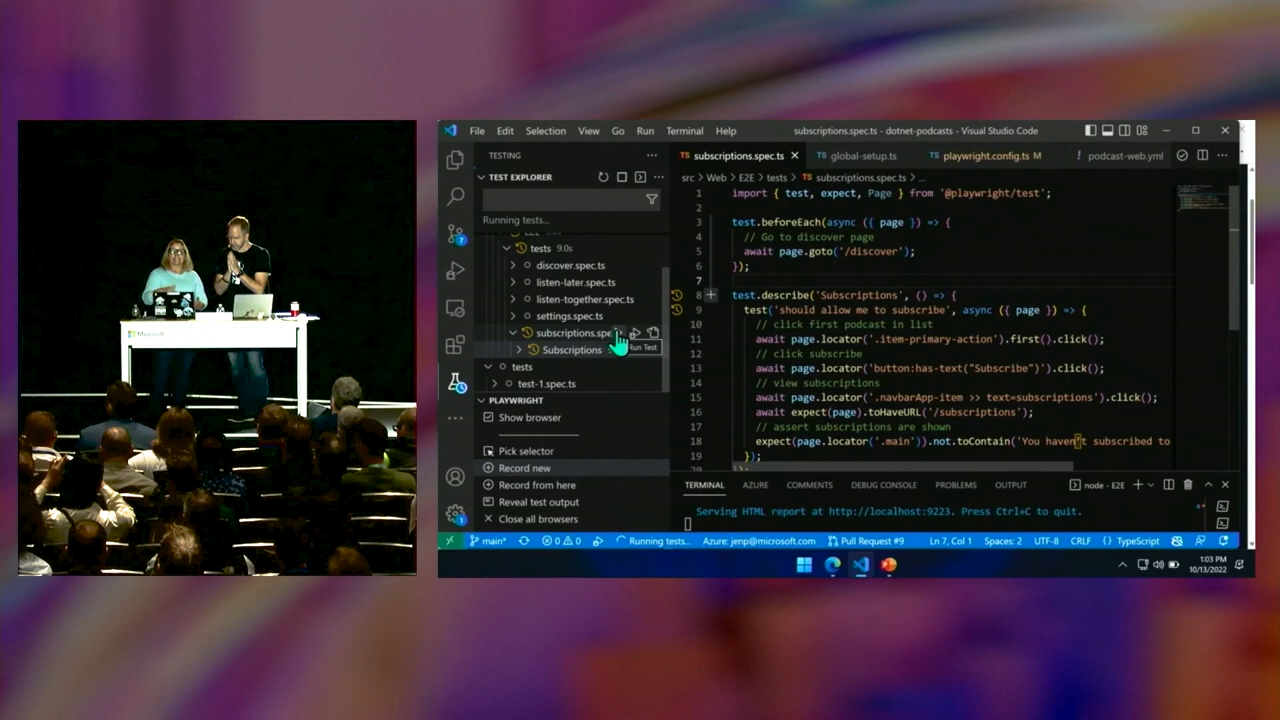 Microsoft
File Edit Selection View Go Run Terminal Help
subscriptions.spec.ts - dotnet-podcasts - Visual Studio Code
TESTING
TEST EXPLORER
Running tests...
tests 9.0s
discover.spec.ts
listen-later.spec.ts
listen-together.spec.ts
settings.spec.ts
subscriptions.spe
Run Test
Subscriptions
tests
test-1.spec.ts
PLAYWRIGHT
Show browser
Pick selector
Record new
Record from here
Reveal test output
Close all browsers
TS subscriptions.spec.ts
TS global-setup.ts
TS playwright.config.ts M
! podcast-web.yml
src > Web > E2E > tests > TS subscriptions.spec.ts > ...
1 import { test, expect, Page } from '@playwright/test';
2
3 test.beforeEach(async ({ page }) => {
4 // Go to discover page
5 await page.goto('/discover');
6 });
7
8 test.describe('Subscriptions', () => {
9 test('should allow me to subscribe', async ({ page }) => {
10 // click first podcast in list
11 await page.locator('.item-primary-action').first().click();
12 // click subscribe
13 await page.locator('button:has-text("Subscribe")').click();
14 // view subscriptions
15 await page.locator('.navbarApp-item >> text=subscriptions').click();
16 await expect(page).toHaveURL('/subscriptions');
17 // assert subscriptions are shown
18 expect(page.locator('.main')).not.toContain('You haven't subscribed to
19 });
20 });
TERMINAL AZURE COMMENTS DEBUG CONSOLE PROBLEMS OUTPUT
node - E2E
Serving HTML report at http://localhost:9223. Press Ctrl+C to quit.
main* 0 0 Running tests... Azure: jenp@microsoft.com Pull Request #9 Ln 7, Col 1 Spaces: 2 UTF-8 CRLF {} TypeScript
1:03 PM
10/13/2022